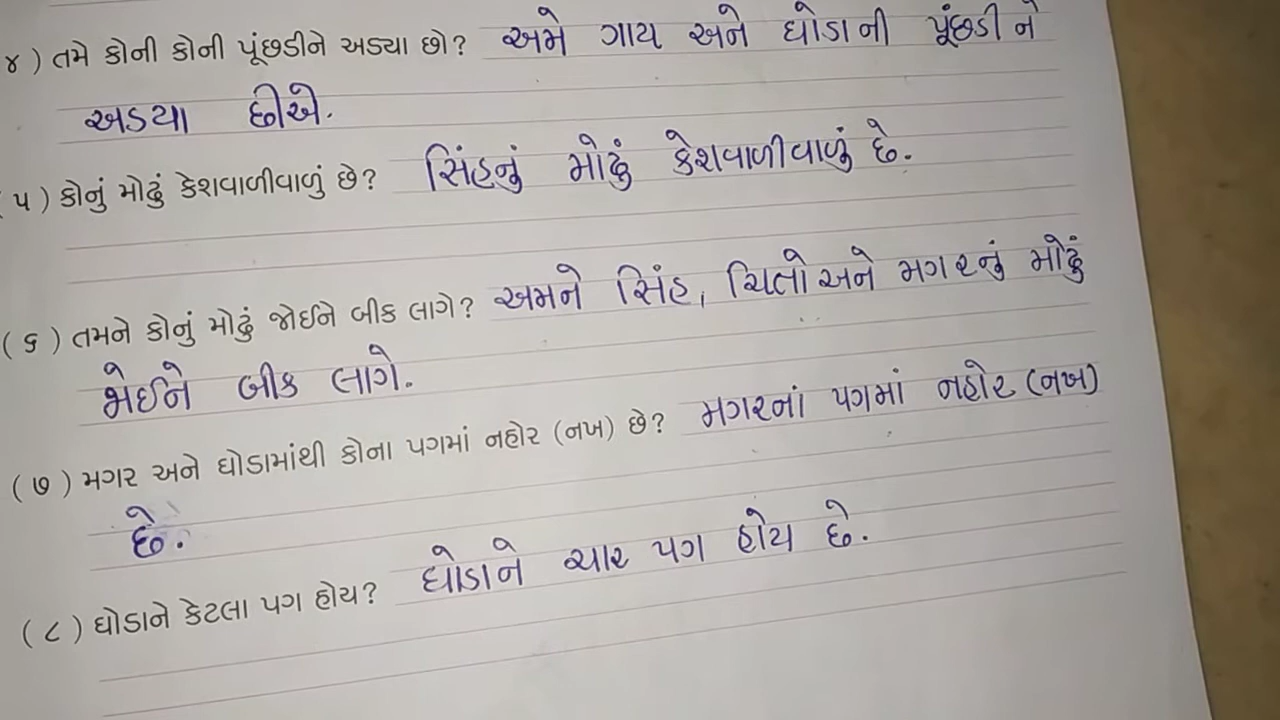 ૪) તમે કોની કોની પૂંછડીને અડ્યા છો? અમે ગાય અને ઘોડાની પૂંછડીને
અડયા છીએ.
(૫) કોનું મોઢું કેશવાળીવાળું છે? સિંહનું મોઢું કેશવાળીવાળું છે.
(૬) તમને કોનું મોઢું જોઈને બીક લાગે? અમને સિંહ, ચિતો અને મગરનું મોઢું
જોઈને બીક લાગે.
(૭) મગર અને ઘોડામાંથી કોના પગમાં નહોર (નખ) છે? મગરનાં પગમાં નહોર (નખ)
છે.
(૮) ઘોડાને કેટલા પગ હોય? ઘોડાને ચાર પગ હોય છે.